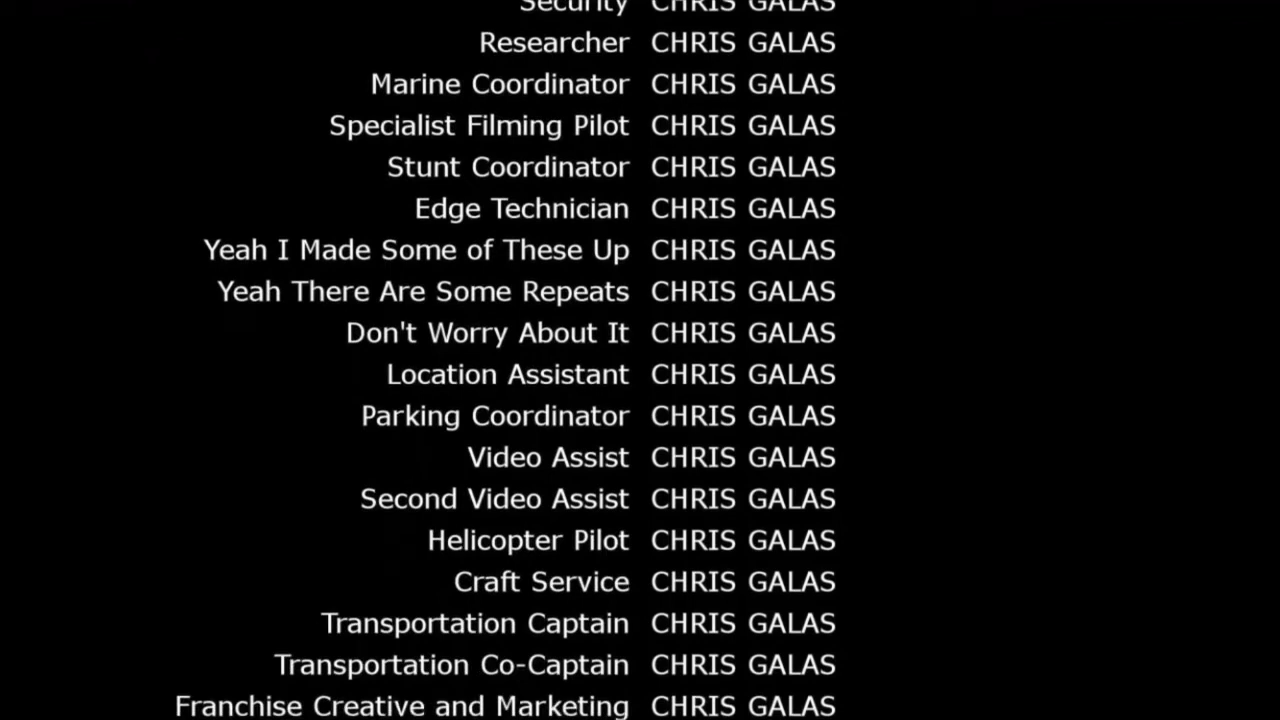 Security CHRIS GALAS
Researcher CHRIS GALAS
Marine Coordinator CHRIS GALAS
Specialist Filming Pilot CHRIS GALAS
Stunt Coordinator CHRIS GALAS
Edge Technician CHRIS GALAS
Yeah I Made Some of These Up CHRIS GALAS
Yeah There Are Some Repeats CHRIS GALAS
Don't Worry About It CHRIS GALAS
Location Assistant CHRIS GALAS
Parking Coordinator CHRIS GALAS
Video Assist CHRIS GALAS
Second Video Assist CHRIS GALAS
Helicopter Pilot CHRIS GALAS
Craft Service CHRIS GALAS
Transportation Captain CHRIS GALAS
Transportation Co-Captain CHRIS GALAS
Franchise Creative and Marketing CHRIS GALAS